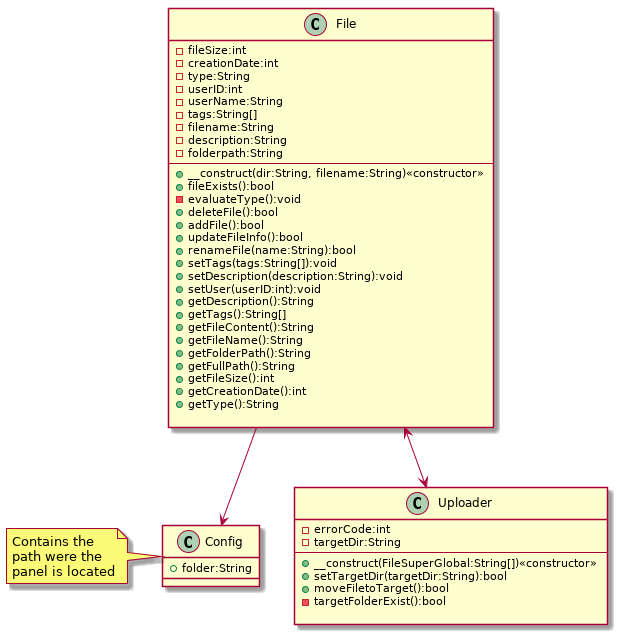 C File
fileSize:int
creationDate:int
type:String
userID:int
userName:String
tags:String[]
filename:String
description:String
folderpath:String
__construct(dir:String, filename:String)«constructor»
fileExists():bool
evaluateType():void
deleteFile():bool
addFile():bool
updateFileInfo():bool
renameFile(name:String):bool
setTags(tags:String[]):void
setDescription(description:String):void
setUser(userID:int):void
getDescription():String
getTags():String[]
getFileContent():String
getFileName():String
getFolderPath():String
getFullPath():String
getFileSize():int
getCreationDate():int
getType():String
Contains the
path were the
panel is located
C Config
folder:String
C Uploader
errorCode:int
targetDir:String
__construct(FileSuperGlobal:String[])«constructor»
setTargetDir(targetDir:String):bool
moveFiletoTarget():bool
targetFolderExist():bool